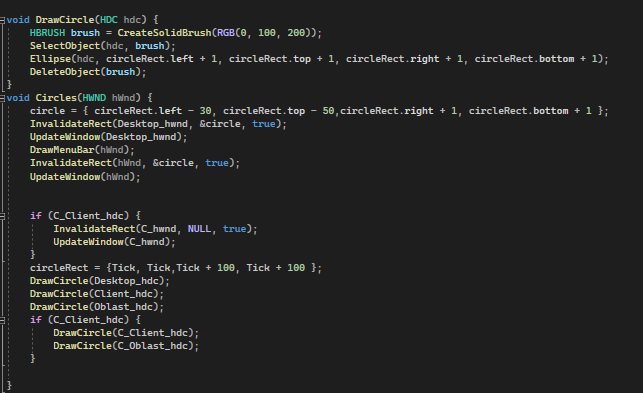 void DrawCircle(HDC hdc) {
HBRUSH brush = CreateSolidBrush(RGB(0, 100, 200));
SelectObject(hdc, brush);
Ellipse(hdc, circleRect.left + 1, circleRect.top + 1, circleRect.right + 1, circleRect.bottom + 1);
DeleteObject(brush);
}
void Circles(HWND hWnd) {
circle = { circleRect.left - 30, circleRect.top - 50,circleRect.right + 1, circleRect.bottom + 1 };
InvalidateRect(Desktop_hwnd, &circle, true);
UpdateWindow(Desktop_hwnd);
DrawMenuBar(hWnd);
InvalidateRect(hWnd, &circle, true);
UpdateWindow(hWnd);
if (C_Client_hdc) {
InvalidateRect(C_hwnd, NULL, true);
UpdateWindow(C_hwnd);
}
circleRect = {Tick, Tick,Tick + 100, Tick + 100 };
DrawCircle(Desktop_hdc);
DrawCircle(Client_hdc);
DrawCircle(Oblast_hdc);
if (C_Client_hdc) {
DrawCircle(C_Client_hdc);
DrawCircle(C_Oblast_hdc);
}
}